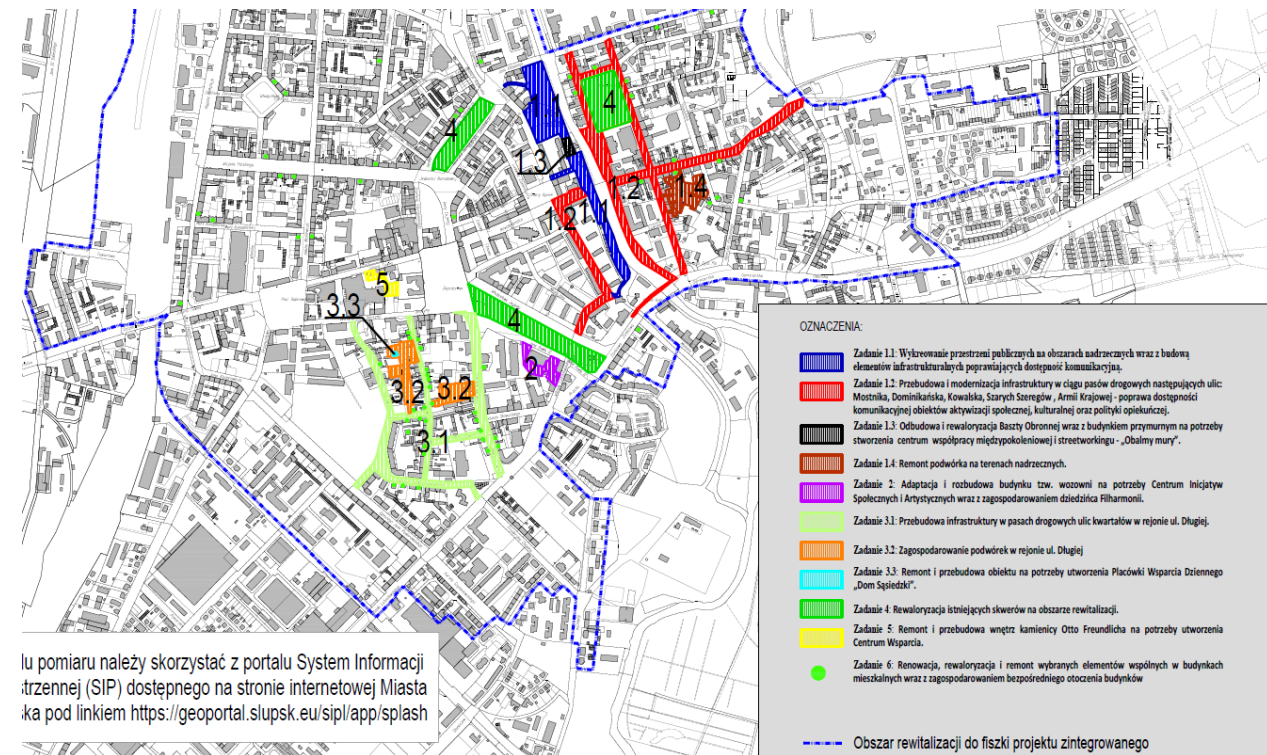 4
1.1
4
1.3
1.2
1.4
1.2
1.1
5
3.3
4
2
3.2
3.2
3.1
OZNACZENIA:
Zadanie 1.1: Wykreowanie przestrzeni publicznych na obszarach nadrzecznych wraz z budową
elementów infrastrukturalnych poprawiających dostępność komunikacyjną.
Zadanie 1.2: Przebudowa i modernizacja infrastruktury w ciągu pasów drogowych następujących ulic:
Mostnika, Dominikańska, Kowalska, Szarych Szeregów , Armii Krajowej - poprawa dostępności
komunikacyjnej obiektów aktywizacji społecznej, kulturalnej oraz polityki opiekuńczej.
Zadanie 1.3: Odbudowa i rewaloryzacja Baszty Obronnej wraz z budynkiem przymurnym na potrzeby
stworzenia centrum współpracy międzypokoleniowej i streetworkingu - „Obalmy mury”.
Zadanie 1.4: Remont podwórka na terenach nadrzecznych.
Zadanie 2: Adaptacja i rozbudowa budynku tzw. wozowni na potrzeby Centrum Inicjatyw
Społecznych i Artystycznych wraz z zagospodarowaniem dziedzińca Filharmonii.
Zadanie 3.1: Przebudowa infrastruktury w pasach drogowych ulic kwartałów w rejonie ul. Długiej.
Zadanie 3.2: Zagospodarowanie podwórek w rejonie ul. Długiej
Zadanie 3.3: Remont i przebudowa obiektu na potrzeby utworzenia Placówki Wsparcia Dziennego
„Dom Sąsiedzki”.
Zadanie 4: Rewaloryzacja istniejących skwerów na obszarze rewitalizacji.
Zadanie 5: Remont i przebudowa wnętrz kamienicy Otto Freundlicha na potrzeby utworzenia
Centrum Wsparcia.
Zadanie 6: Renowacja, rewaloryzacja i remont wybranych elementów wspólnych w budynkach
mieszkalnych wraz z zagospodarowaniem bezpośredniego otoczenia budynków
Obszar rewitalizacji do fiszki projektu zintegrowanego
lu pomiaru należy skorzystać z portalu System Informacji
strzennej (SIP) dostępnego na stronie internetowej Miasta
ska pod linkiem https://geoportal.slupsk.eu/sipl/app/splash